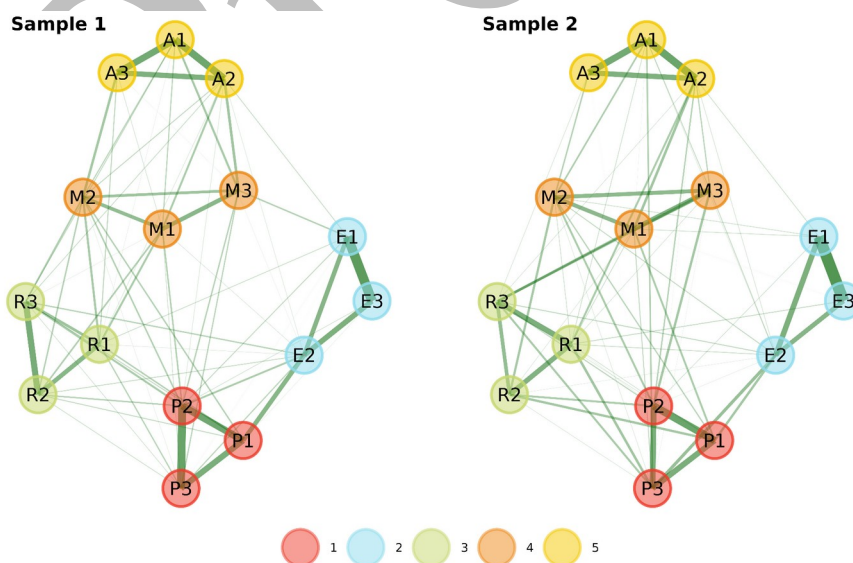 Sample 1
A1
A3
A2
M2
M3
M1
E1
R3
E3
R1
E2
R2
P2
P1
P3
Sample 2
A1
A3
A2
M2
M3
M1
E1
R3
E3
R1
E2
R2
P2
P1
P3
1 2 3 4 5